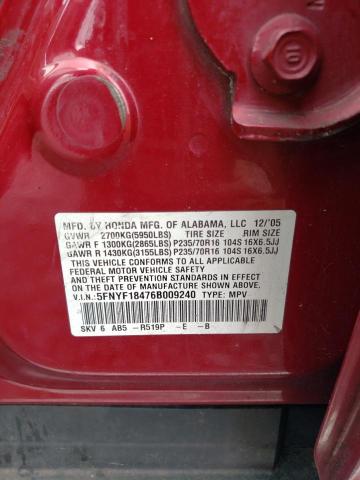 MFD. BY HONDA MFG. OF ALABAMA, LLC 12/'05
GVWR 2700KG(5950LBS) TIRE SIZE RIM SIZE
GAWR F 1300KG(2865LBS) P235/70R16 104S 16X6.5JJ
GAWR R 1430KG(3155LBS) P235/70R16 104S 16X6.5JJ
THIS VEHICLE CONFORMS TO ALL APPLICABLE
FEDERAL MOTOR VEHICLE SAFETY AND
THEFT PREVENTION STANDARDS IN EFFECT ON
THE DATE OF MANUFACTURE SHOWN ABOVE.
V.I.N.: 5FNYF18476B009240 TYPE: MPV
SKV 6 AB5 -R519P -E -B